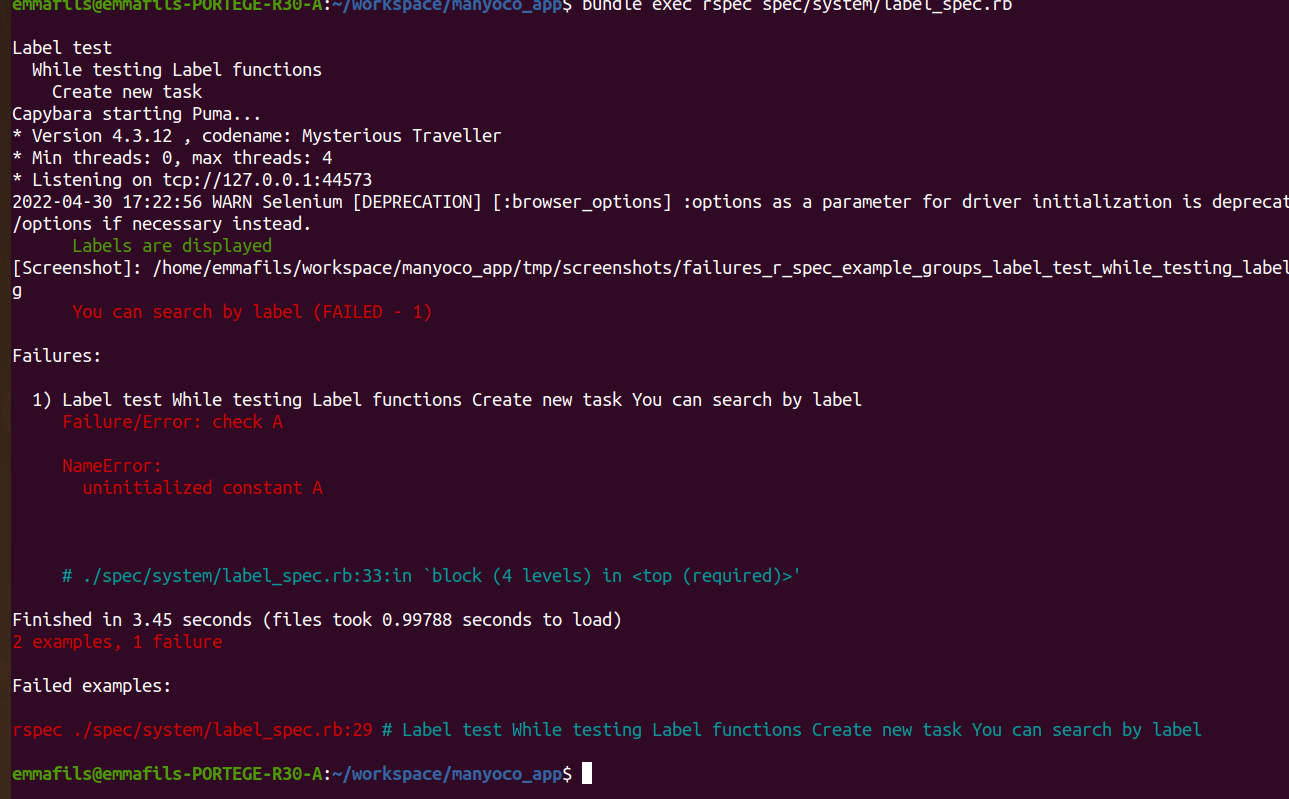 emmafils@emmafils-PORTEGE-R30-A:~/workspace/manyoco_app$ bundle exec rspec spec/system/label_spec.rb
Label test
While testing Label functions
Create new task
Capybara starting Puma...
* Version 4.3.12 , codename: Mysterious Traveller
* Min threads: 0, max threads: 4
* Listening on tcp://127.0.0.1:44573
2022-04-30 17:22:56 WARN Selenium [DEPRECATION] [:browser_options] :options as a parameter for driver initialization is deprecat
/options if necessary instead.
Labels are displayed
[Screenshot]: /home/emmafils/workspace/manyoco_app/tmp/screenshots/failures_r_spec_example_groups_label_test_while_testing_label
g
You can search by label (FAILED - 1)
Failures:
1) Label test While testing Label functions Create new task You can search by label
Failure/Error: check A
NameError:
uninitialized constant A
# ./spec/system/label_spec.rb:33:in `block (4 levels) in <top (required)>'
Finished in 3.45 seconds (files took 0.99788 seconds to load)
2 examples, 1 failure
Failed examples:
rspec ./spec/system/label_spec.rb:29 # Label test While testing Label functions Create new task You can search by label
emmafils@emmafils-PORTEGE-R30-A:~/workspace/manyoco_app$